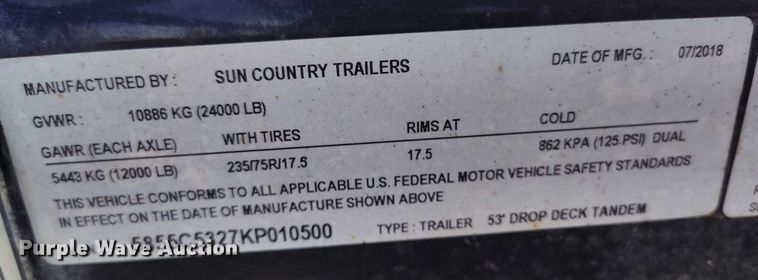 MANUFACTURED BY: SUN COUNTRY TRAILERS DATE OF MFG.: 07/2018
GVWR: 10886 KG (24000 LB)
GAWR (EACH AXLE) WITH TIRES RIMS AT COLD
5443 KG (12000 LB) 235/75R/17.5 17.5 862 KPA (125 PSI) DUAL
THIS VEHICLE CONFORMS TO ALL APPLICABLE U.S. FEDERAL MOTOR VEHICLE SAFETY STANDARDS
IN EFFECT ON THE DATE OF MANUFACTURE SHOWN ABOVE
TYPE: TRAILER 53' DROP DECK TANDEM
Purple Wave Auction